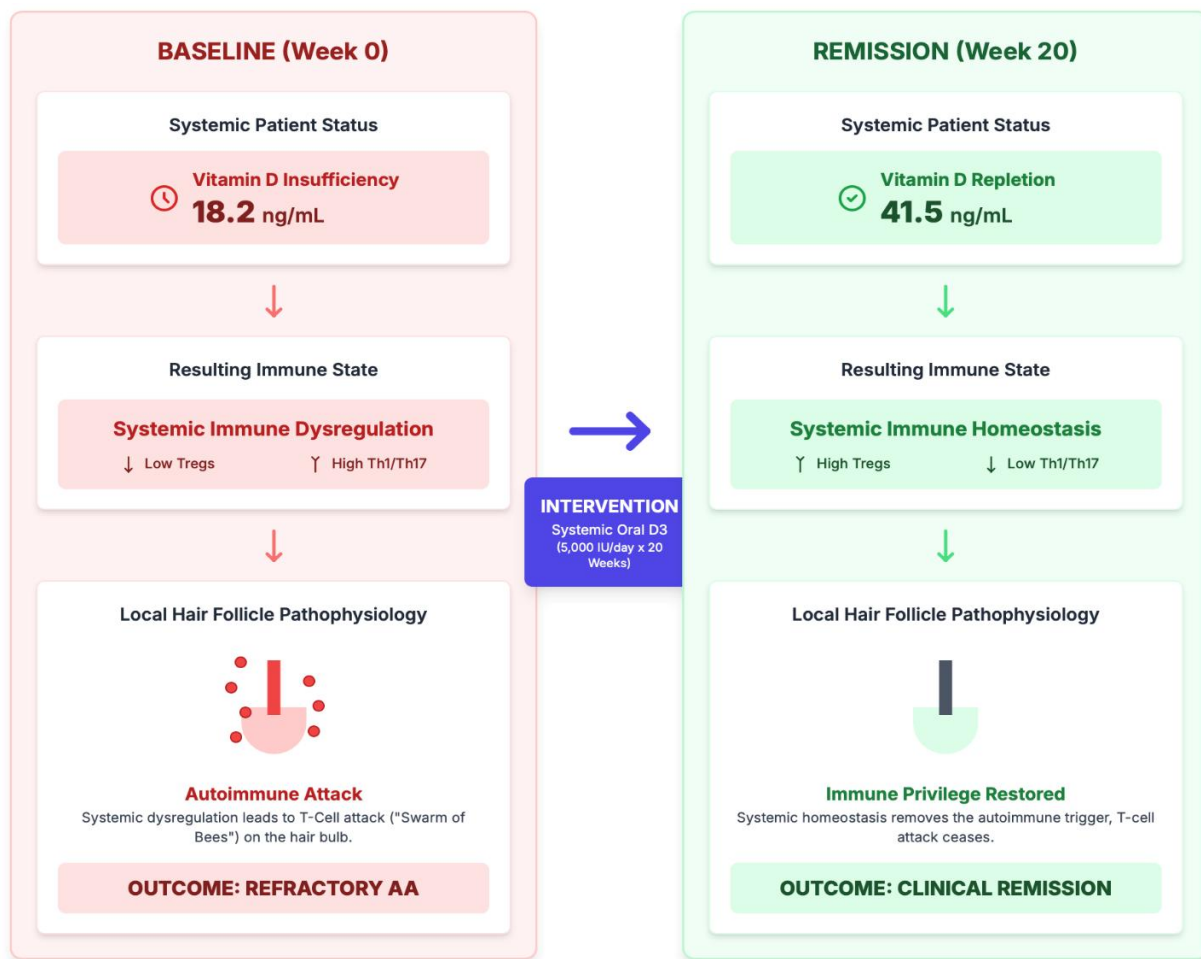 BASELINE (Week 0)
Systemic Patient Status
Vitamin D Insufficiency
18.2 ng/mL
Resulting Immune State
Systemic Immune Dysregulation
Low Tregs
High Th1/Th17
Local Hair Follicle Pathophysiology
Autoimmune Attack
Systemic dysregulation leads to T-Cell attack ("Swarm of
Bees") on the hair bulb.
OUTCOME: REFRACTORY AA
INTERVENTION
Systemic Oral D3
(5,000 IU/day x 20
Weeks)
REMISSION (Week 20)
Systemic Patient Status
Vitamin D Repletion
41.5 ng/mL
Resulting Immune State
Systemic Immune Homeostasis
High Tregs
Low Th1/Th17
Local Hair Follicle Pathophysiology
Immune Privilege Restored
Systemic homeostasis removes the autoimmune trigger, T-cell
attack ceases.
OUTCOME: CLINICAL REMISSION